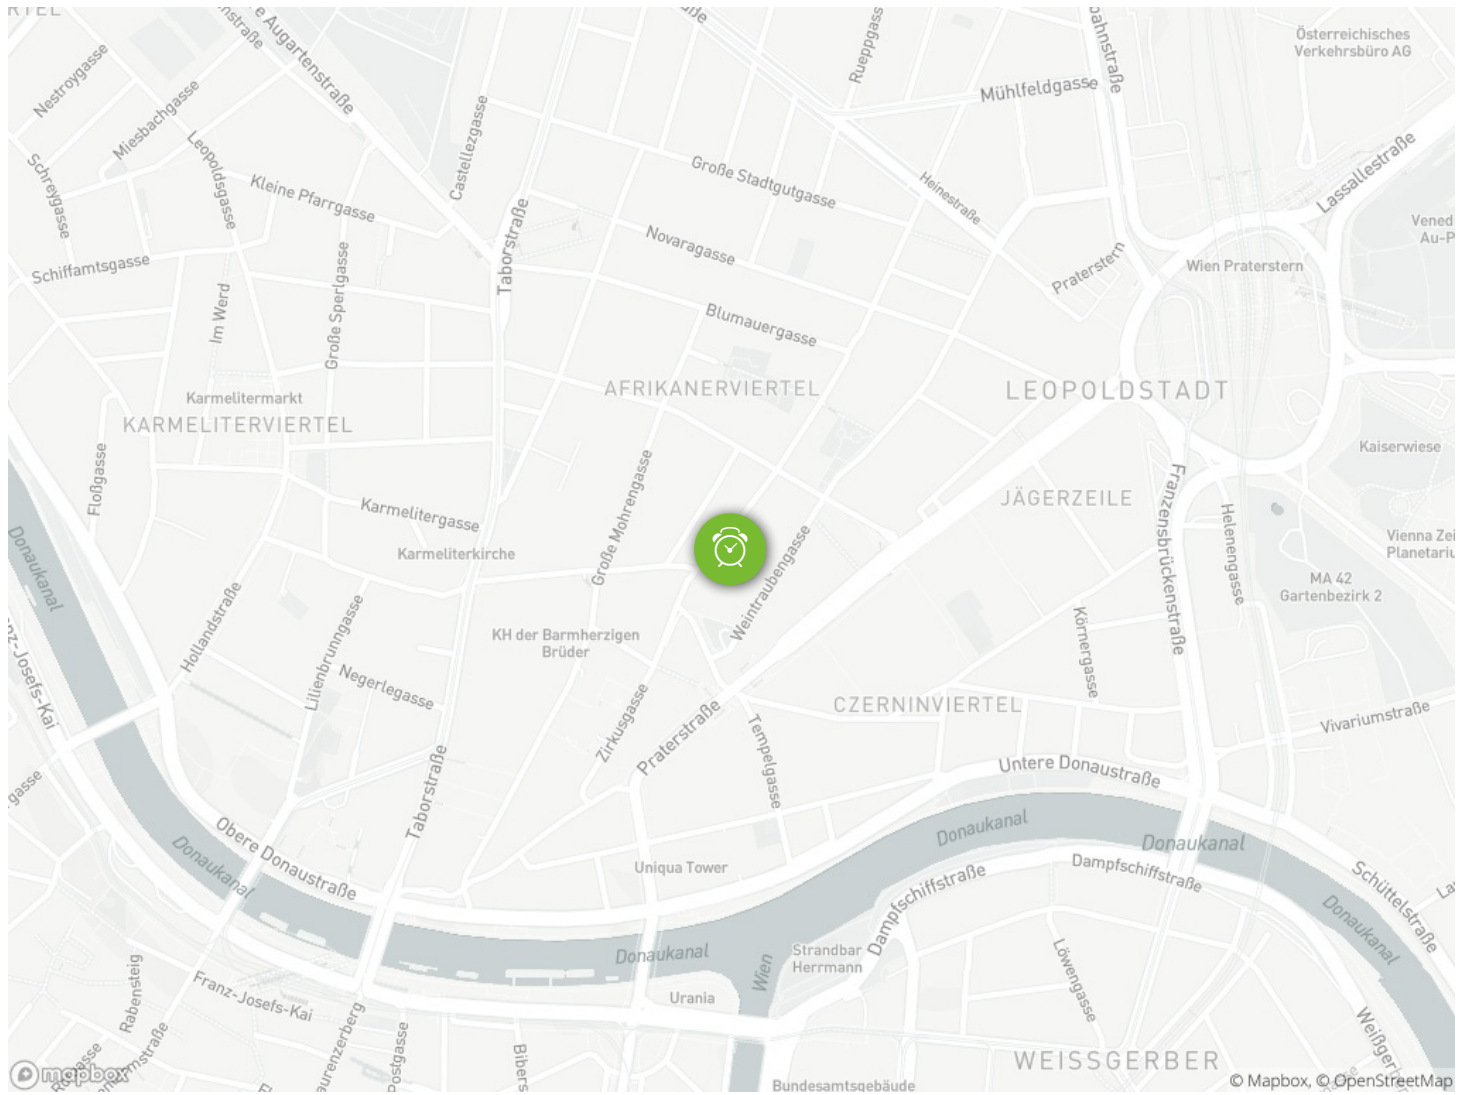 Augartenstraße
Nestroygasse
Miesbachgasse
Leopoldsgasse
Schreygasse
Kleine Pfarrgasse
Castellezgasse
Schiffamtsgasse
Im Werd
Große Sperlgasse
Taborstraße
Rueppgasse
Mühlfeldgasse
Österreichisches
Verkehrsbüro AG
Große Stadtgutgasse
Heinestraße
Lassallestraße
Novaragasse
Praterstern
Wien Praterstern
Blumauergasse
AFRIKANERVIERTEL
LEOPOLDSTADT
Karmelitermarkt
KARMELITERVIERTEL
Kaiserwiese
Floßgasse
Karmelitergasse
Karmeliterkirche
Große Mohrengasse
Weintraubengasse
JÄGERZEILE
Franzensbrückenstraße
Helenengasse
MA 42
Gartenbezirk 2
Donaukanal
Hollandstraße
Lilienbrunngasse
Negerlegasse
KH der Barmherzigen
Brüder
Zirkusgasse
Praterstraße
Tempelgasse
CZERNINVIERTEL
Körnergasse
Vivariumstraße
Untere Donaustraße
Taborstraße
Obere Donaustraße
Donaukanal
Uniqua Tower
Donaukanal
Donaukanal
Dampfschiffstraße
Dampfschiffstraße
Schüttelstraße
Donaukanal
Donaukanal
Strandbar
Herrmann
Wien
Urania
Löwengasse
Franz-Josefs-Kai
Rabensteig
Postgasse
WEISSGERBER
Bundesamtsgebäude
mapbox
© Mapbox, © OpenStreetMap